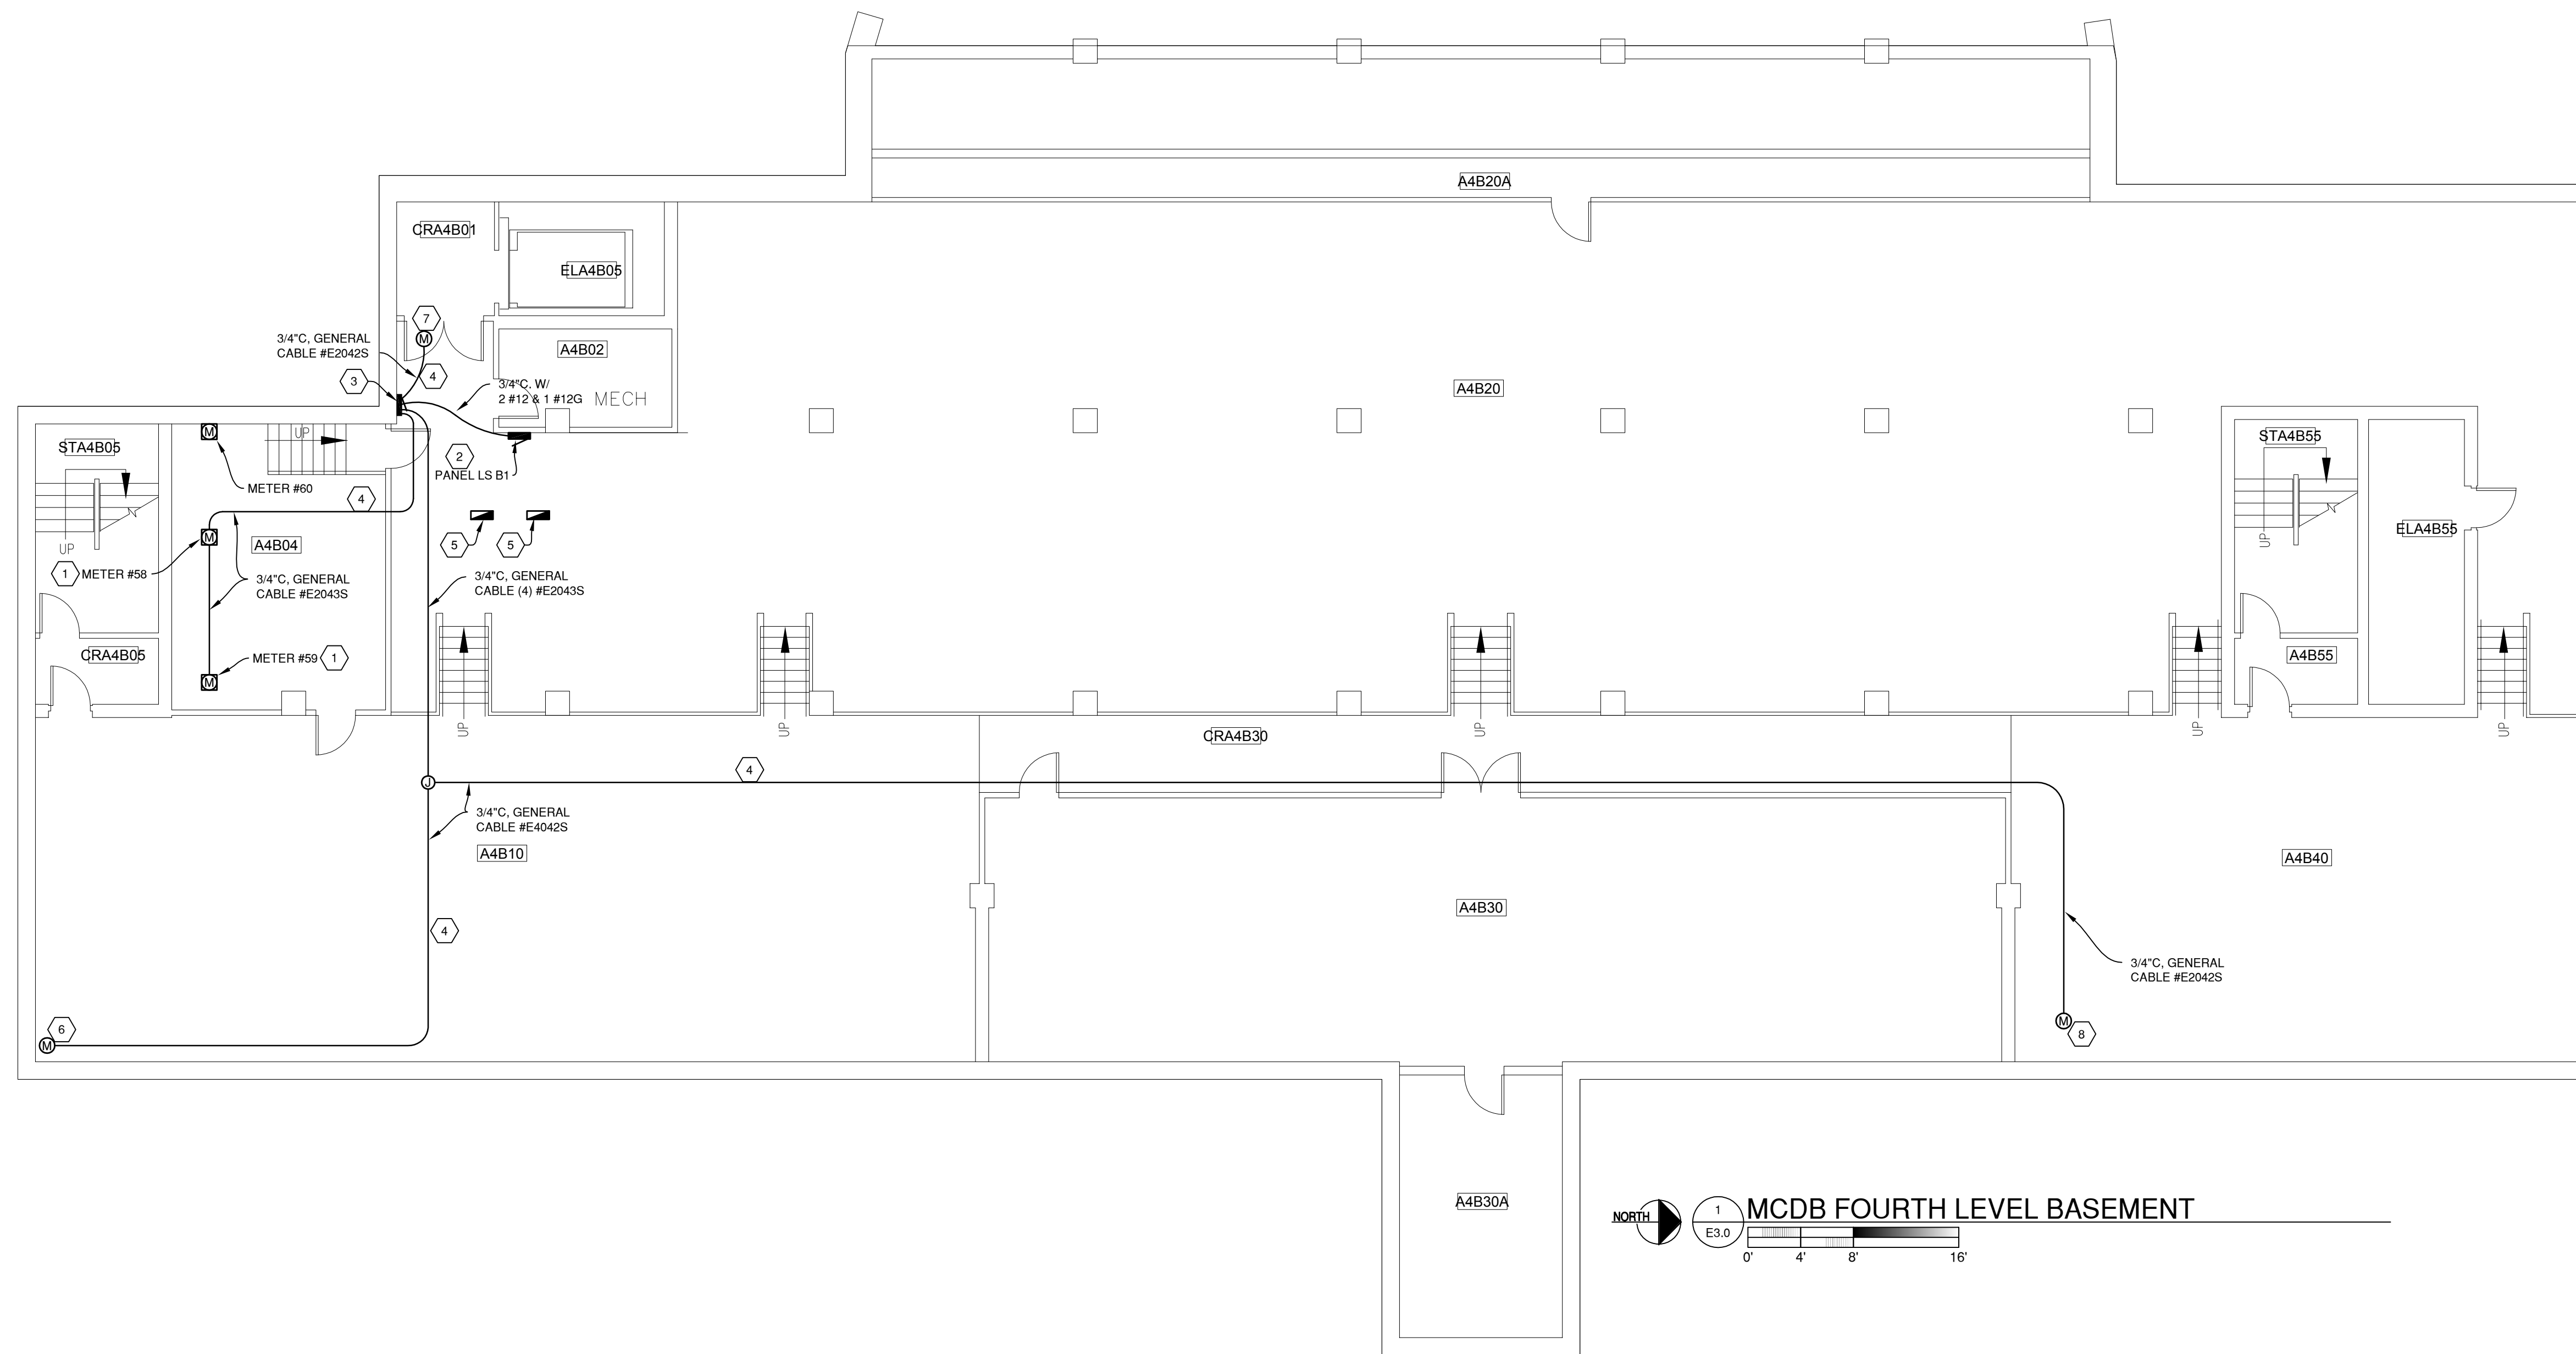 A4B20A
CRA4B01
ELA4B05
7
M
3/4"C, GENERAL
CABLE #E2042S
A4B02
4
3
3/4"C. W/
2 #12 & 1 #12G
MECH
A4B20
M
UP
STA4B05
2
PANEL LS B1
METER #60
4
STA4B55
UP
ELA4B55
M
A4B04
UP
5
5
1
METER #58
3/4"C, GENERAL
CABLE #E2043S
3/4"C, GENERAL
CABLE (4) #E2043S
CRA4B05
METER #59
1
M
A4B55
UP
UP
UP
UP
UP
CRA4B30
J
4
3/4"C, GENERAL
CABLE #E4042S
A4B10
A4B40
A4B30
4
3/4"C, GENERAL
CABLE #E2042S
6
M
M
8
A4B30A
NORTH
1
E3.0
MCDB FOURTH LEVEL BASEMENT
0' 4' 8' 16'